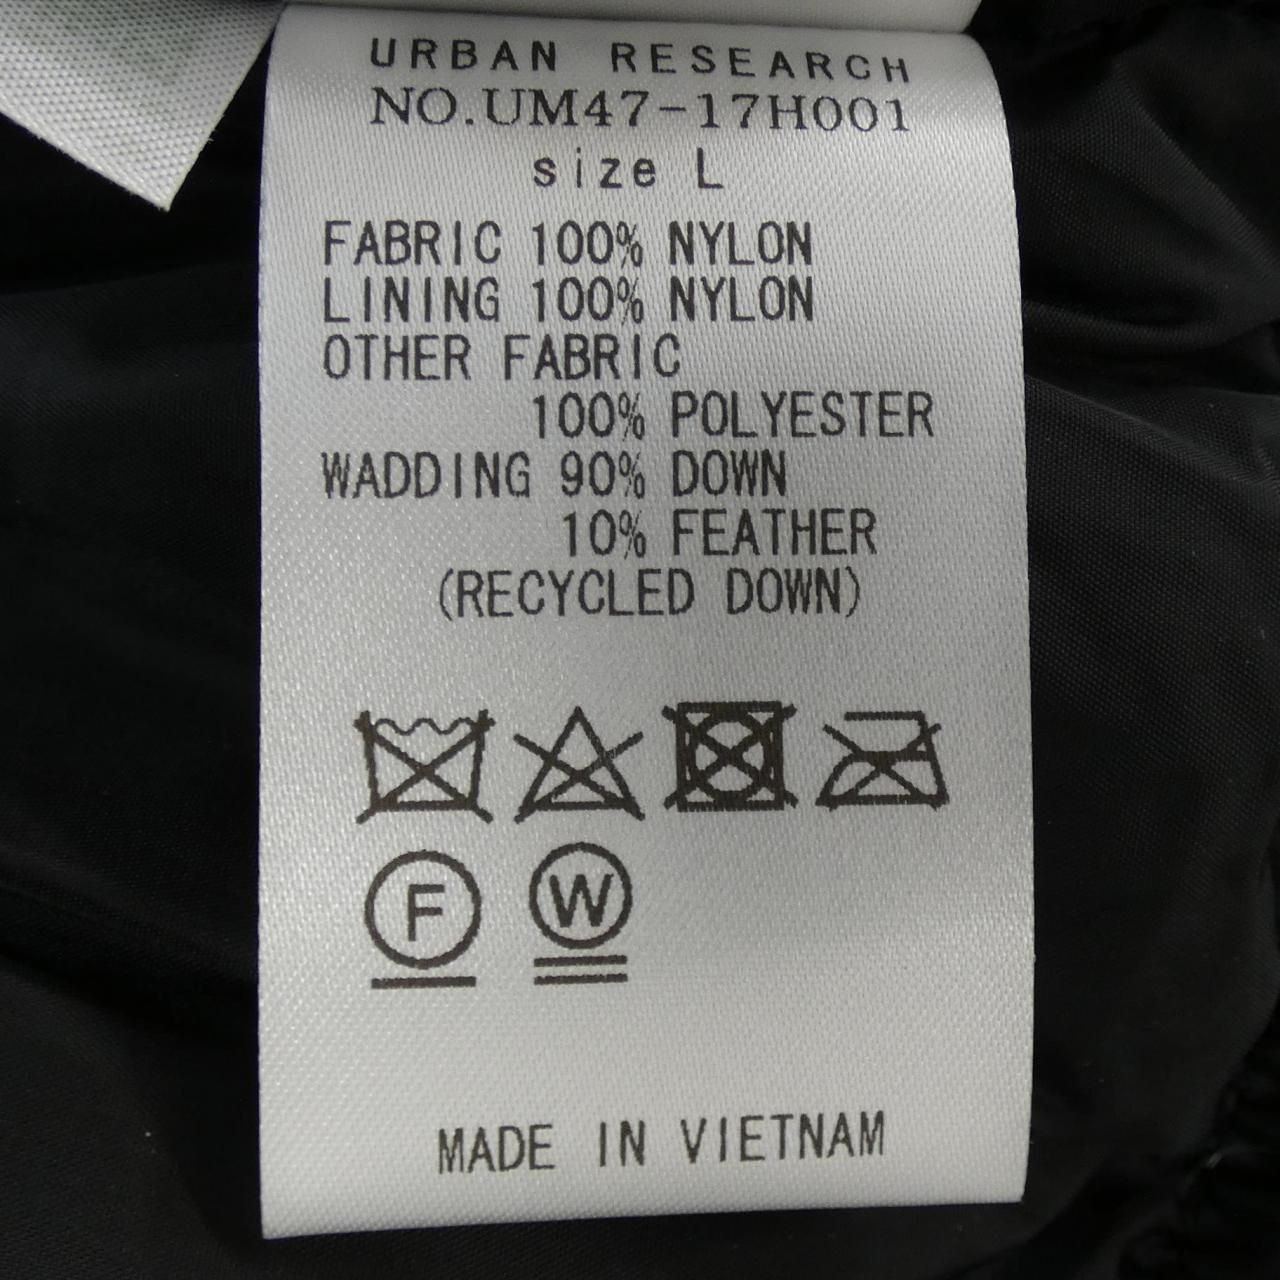 URBAN RESEARCH
NO.UM47-17H001
size L
FABRIC 100% NYLON
LINING 100% NYLON
OTHER FABRIC
100% POLYESTER
WADDING 90% DOWN
10% FEATHER
(RECYCLED DOWN)
F W
MADE IN VIETNAM